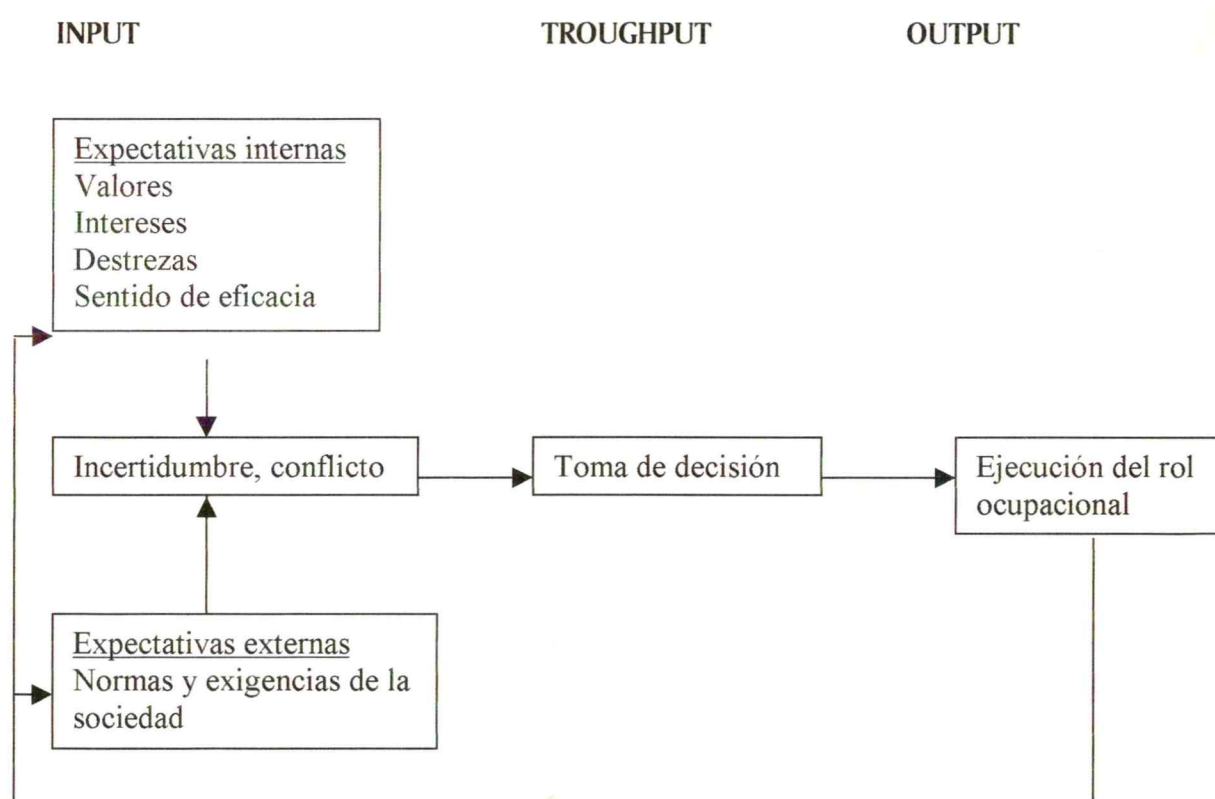 INPUT TROUGHPUT OUTPUT
Expectativas internas
Valores
Intereses
Destrezas
Sentido de eficacia
Incertidumbre, conflicto
Toma de decisión
Ejecución del rol
ocupacional
Expectativas externas
Normas y exigencias de la
sociedad